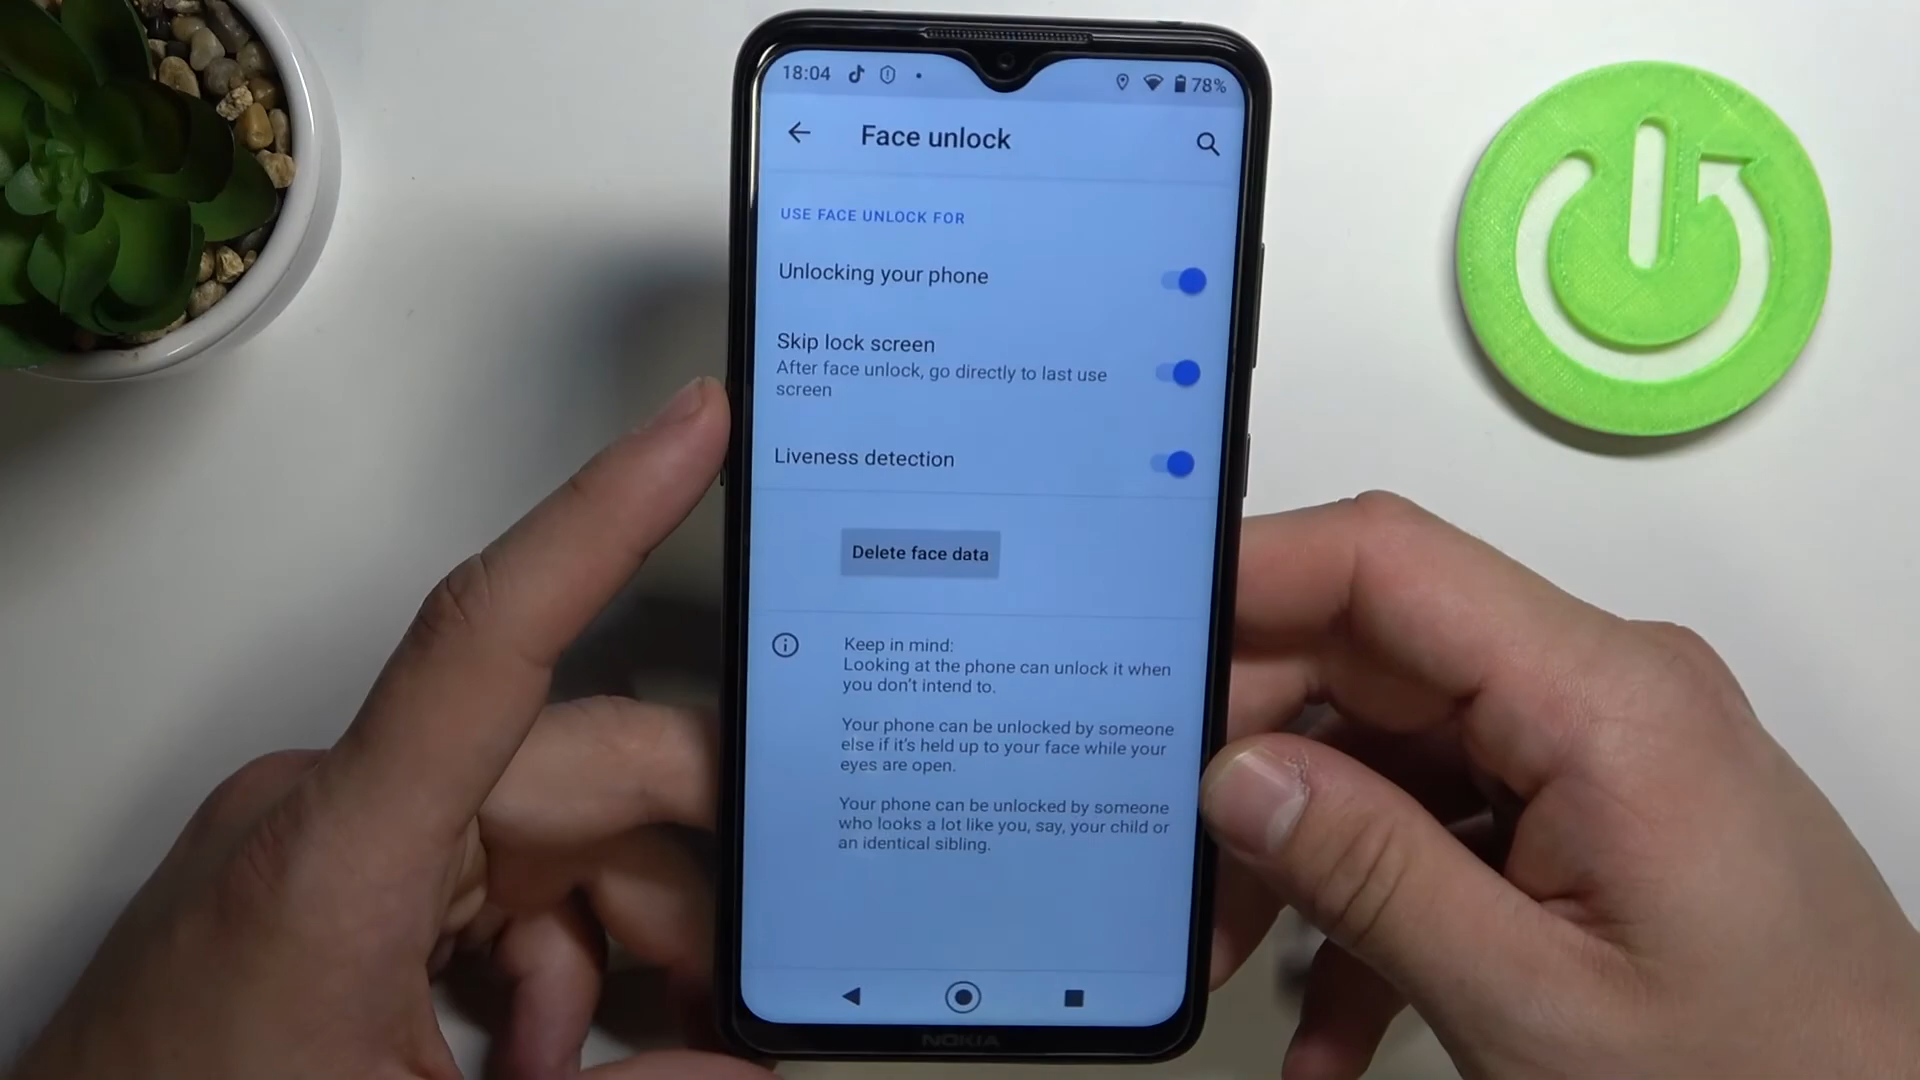 18:04
78%
Face unlock
USE FACE UNLOCK FOR
Unlocking your phone
Skip lock screen
After face unlock, go directly to last use
screen
Liveness detection
Delete face data
Keep in mind:
Looking at the phone can unlock it when
you don't intend to.
Your phone can be unlocked by someone
else if it's held up to your face while your
eyes are open.
Your phone can be unlocked by someone
who looks a lot like you, say, your child or
an identical sibling.
NOKIA